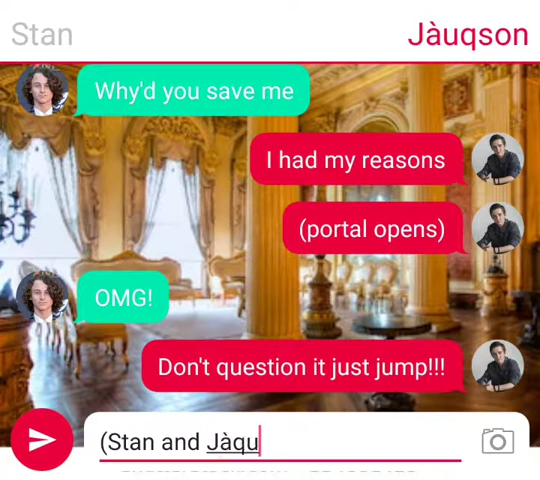 Stan
Jàuqson
Why'd you save me
I had my reasons
(portal opens)
OMG!
Don't question it just jump!!!
(Stan and Jàqu